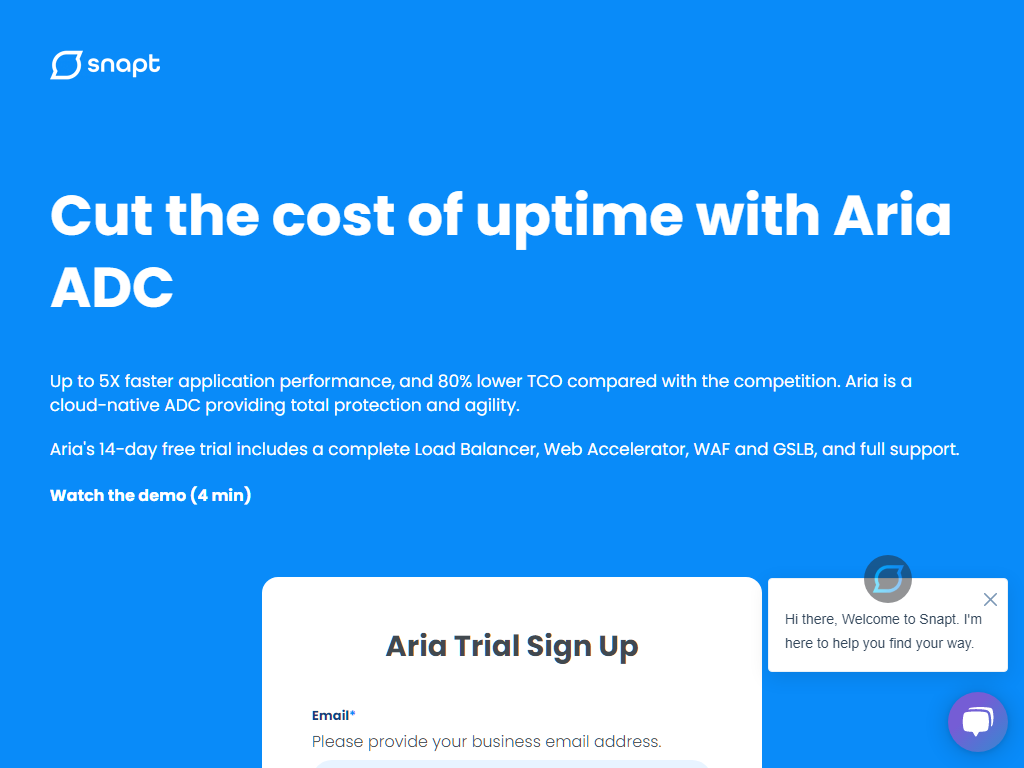 snapt
Cut the cost of uptime with Aria
ADC
Up to 5X faster application performance, and 80% lower TCO compared with the competition. Aria is a
cloud-native ADC providing total protection and agility.
Aria's 14-day free trial includes a complete Load Balancer, Web Accelerator, WAF and GSLB, and full support.
Watch the demo (4 min)
Aria Trial Sign Up
Hi there, Welcome to Snapt. I'm
here to help you find your way.
Email*
Please provide your business email address.